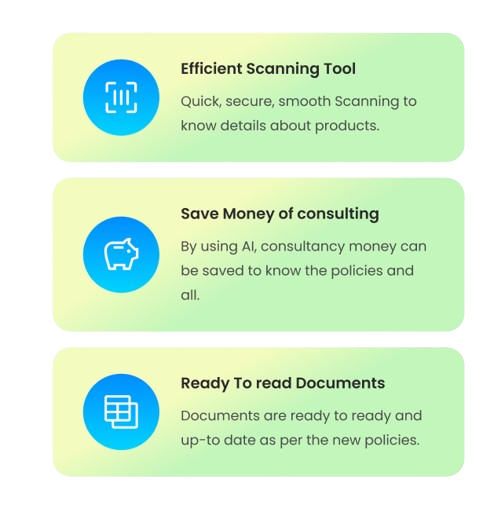 Efficient Scanning Tool
Quick, secure, smooth Scanning to
know details about products.
Save Money of consulting
By using AI, consultancy money can
be saved to know the policies and
all.
Ready To read Documents
Documents are ready to ready and
up-to date as per the new policies.